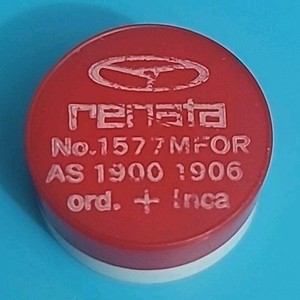 renata
No.1577MFOR
AS 1900 1906
ord. + Inca